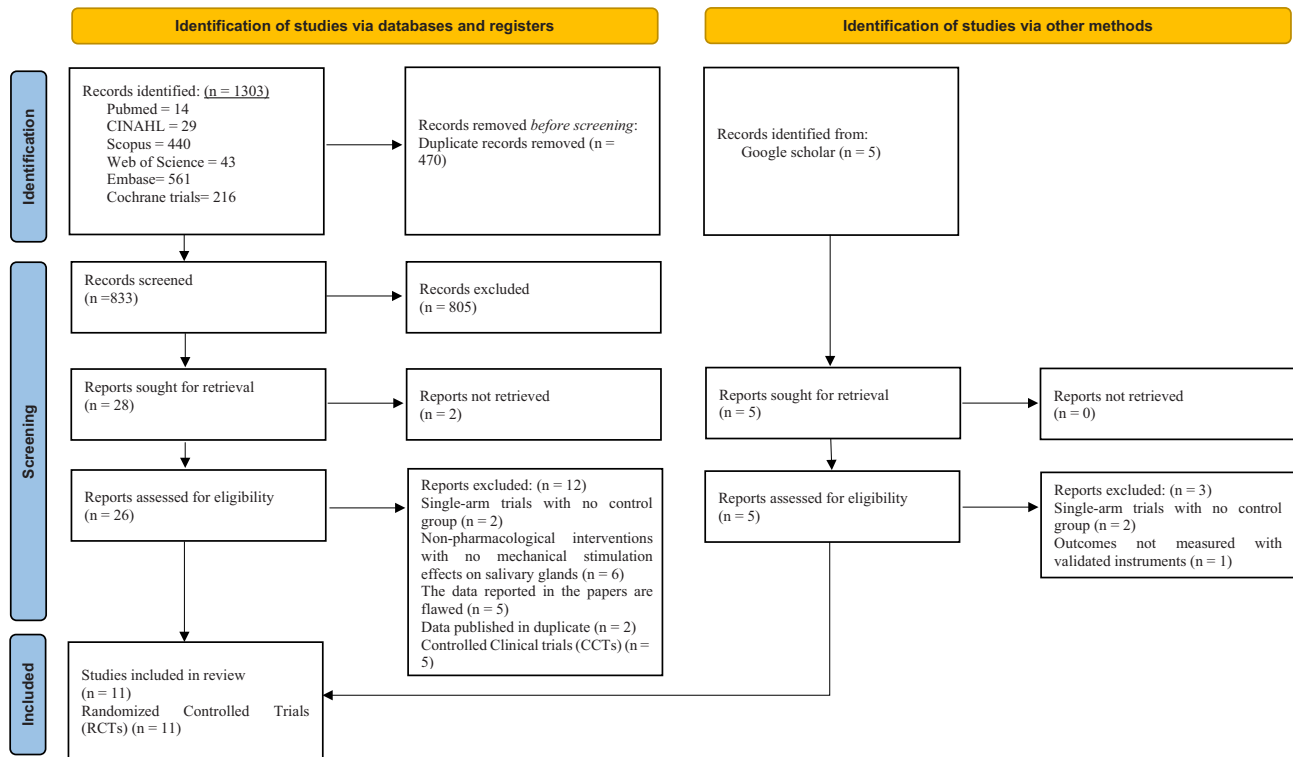 Identification of studies via databases and registers
Identification of studies via other methods
Identification
Records identified: (n = 1303)
Pubmed = 14
CINAHL = 29
Scopus = 440
Web of Science = 43
Embase= 561
Cochrane trials= 216
Records removed before screening:
Duplicate records removed (n =
470)
Records identified from:
Google scholar (n = 5)
Screening
Records screened
(n =833)
Records excluded
(n = 805)
Reports sought for retrieval
(n = 28)
Reports not retrieved
(n = 2)
Reports sought for retrieval
(n = 5)
Reports not retrieved
(n = 0)
Reports assessed for eligibility
(n = 26)
Reports excluded: (n = 12)
Single-arm trials with no control
group (n = 2)
Non-pharmacological interventions
with no mechanical stimulation
effects on salivary glands (n = 6)
The data reported in the papers are
flawed (n = 5)
Data published in duplicate (n = 2)
Controlled Clinical trials (CCTs) (n =
5)
Reports assessed for eligibility
(n = 5)
Reports excluded: (n = 3)
Single-arm trials with no control
group (n = 2)
Outcomes not measured with
validated instruments (n = 1)
Included
Studies included in review
(n = 11)
Randomized Controlled Trials
(RCTs) (n = 11)